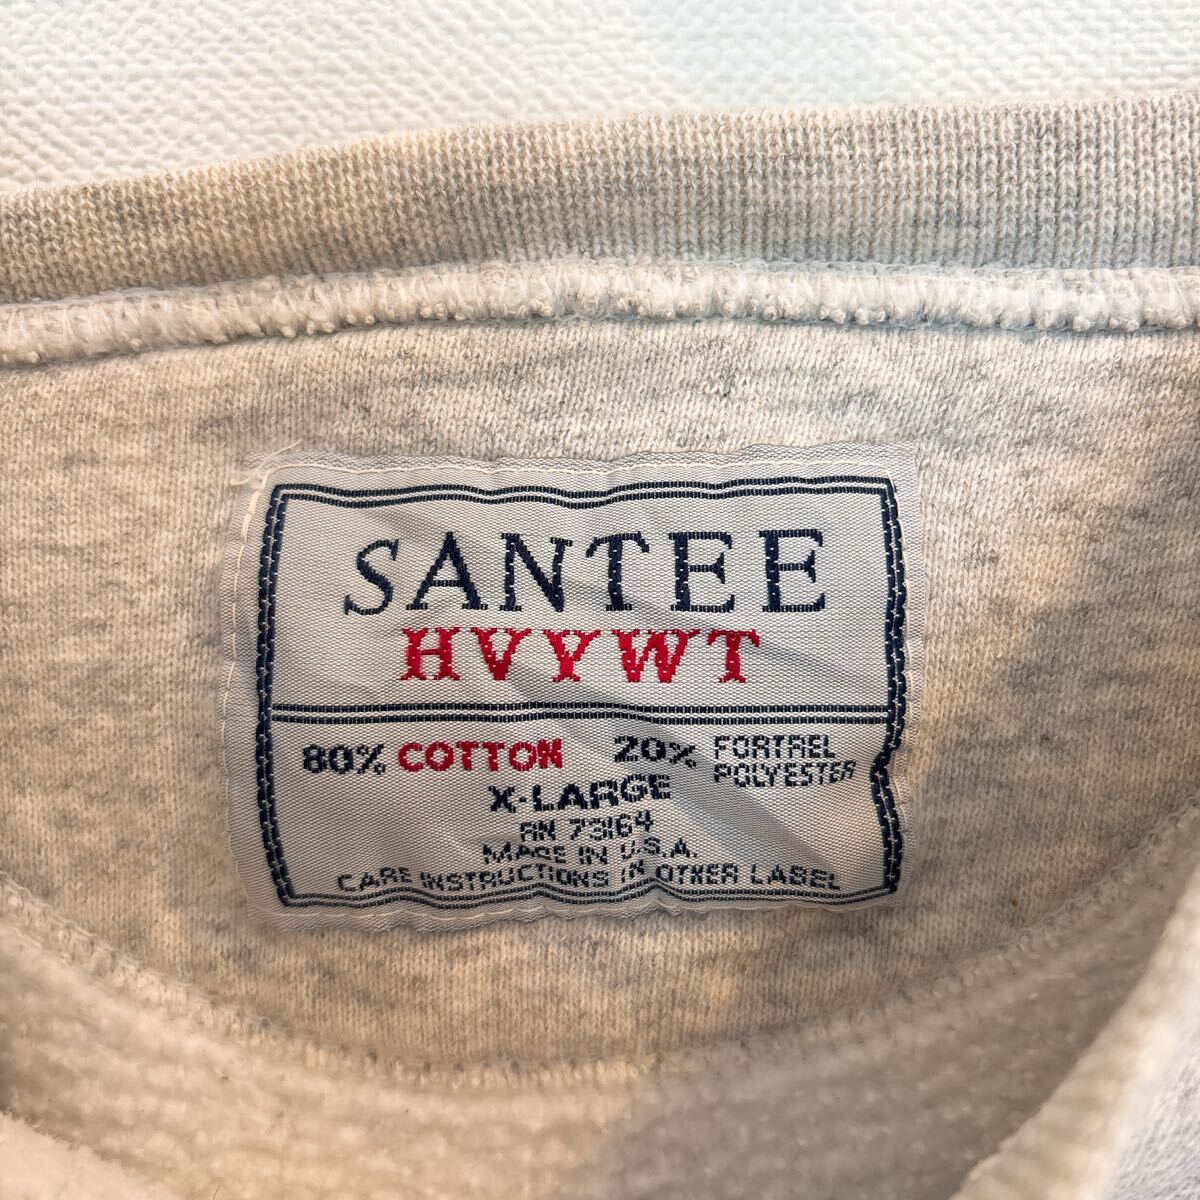 SANTEE
HVYWT
80% COTTON 20% FORTREL POLYESTER
X-LARGE
RN 73164
MADE IN U.S.A.
CARE INSTRUCTIONS IN OTHER LABEL